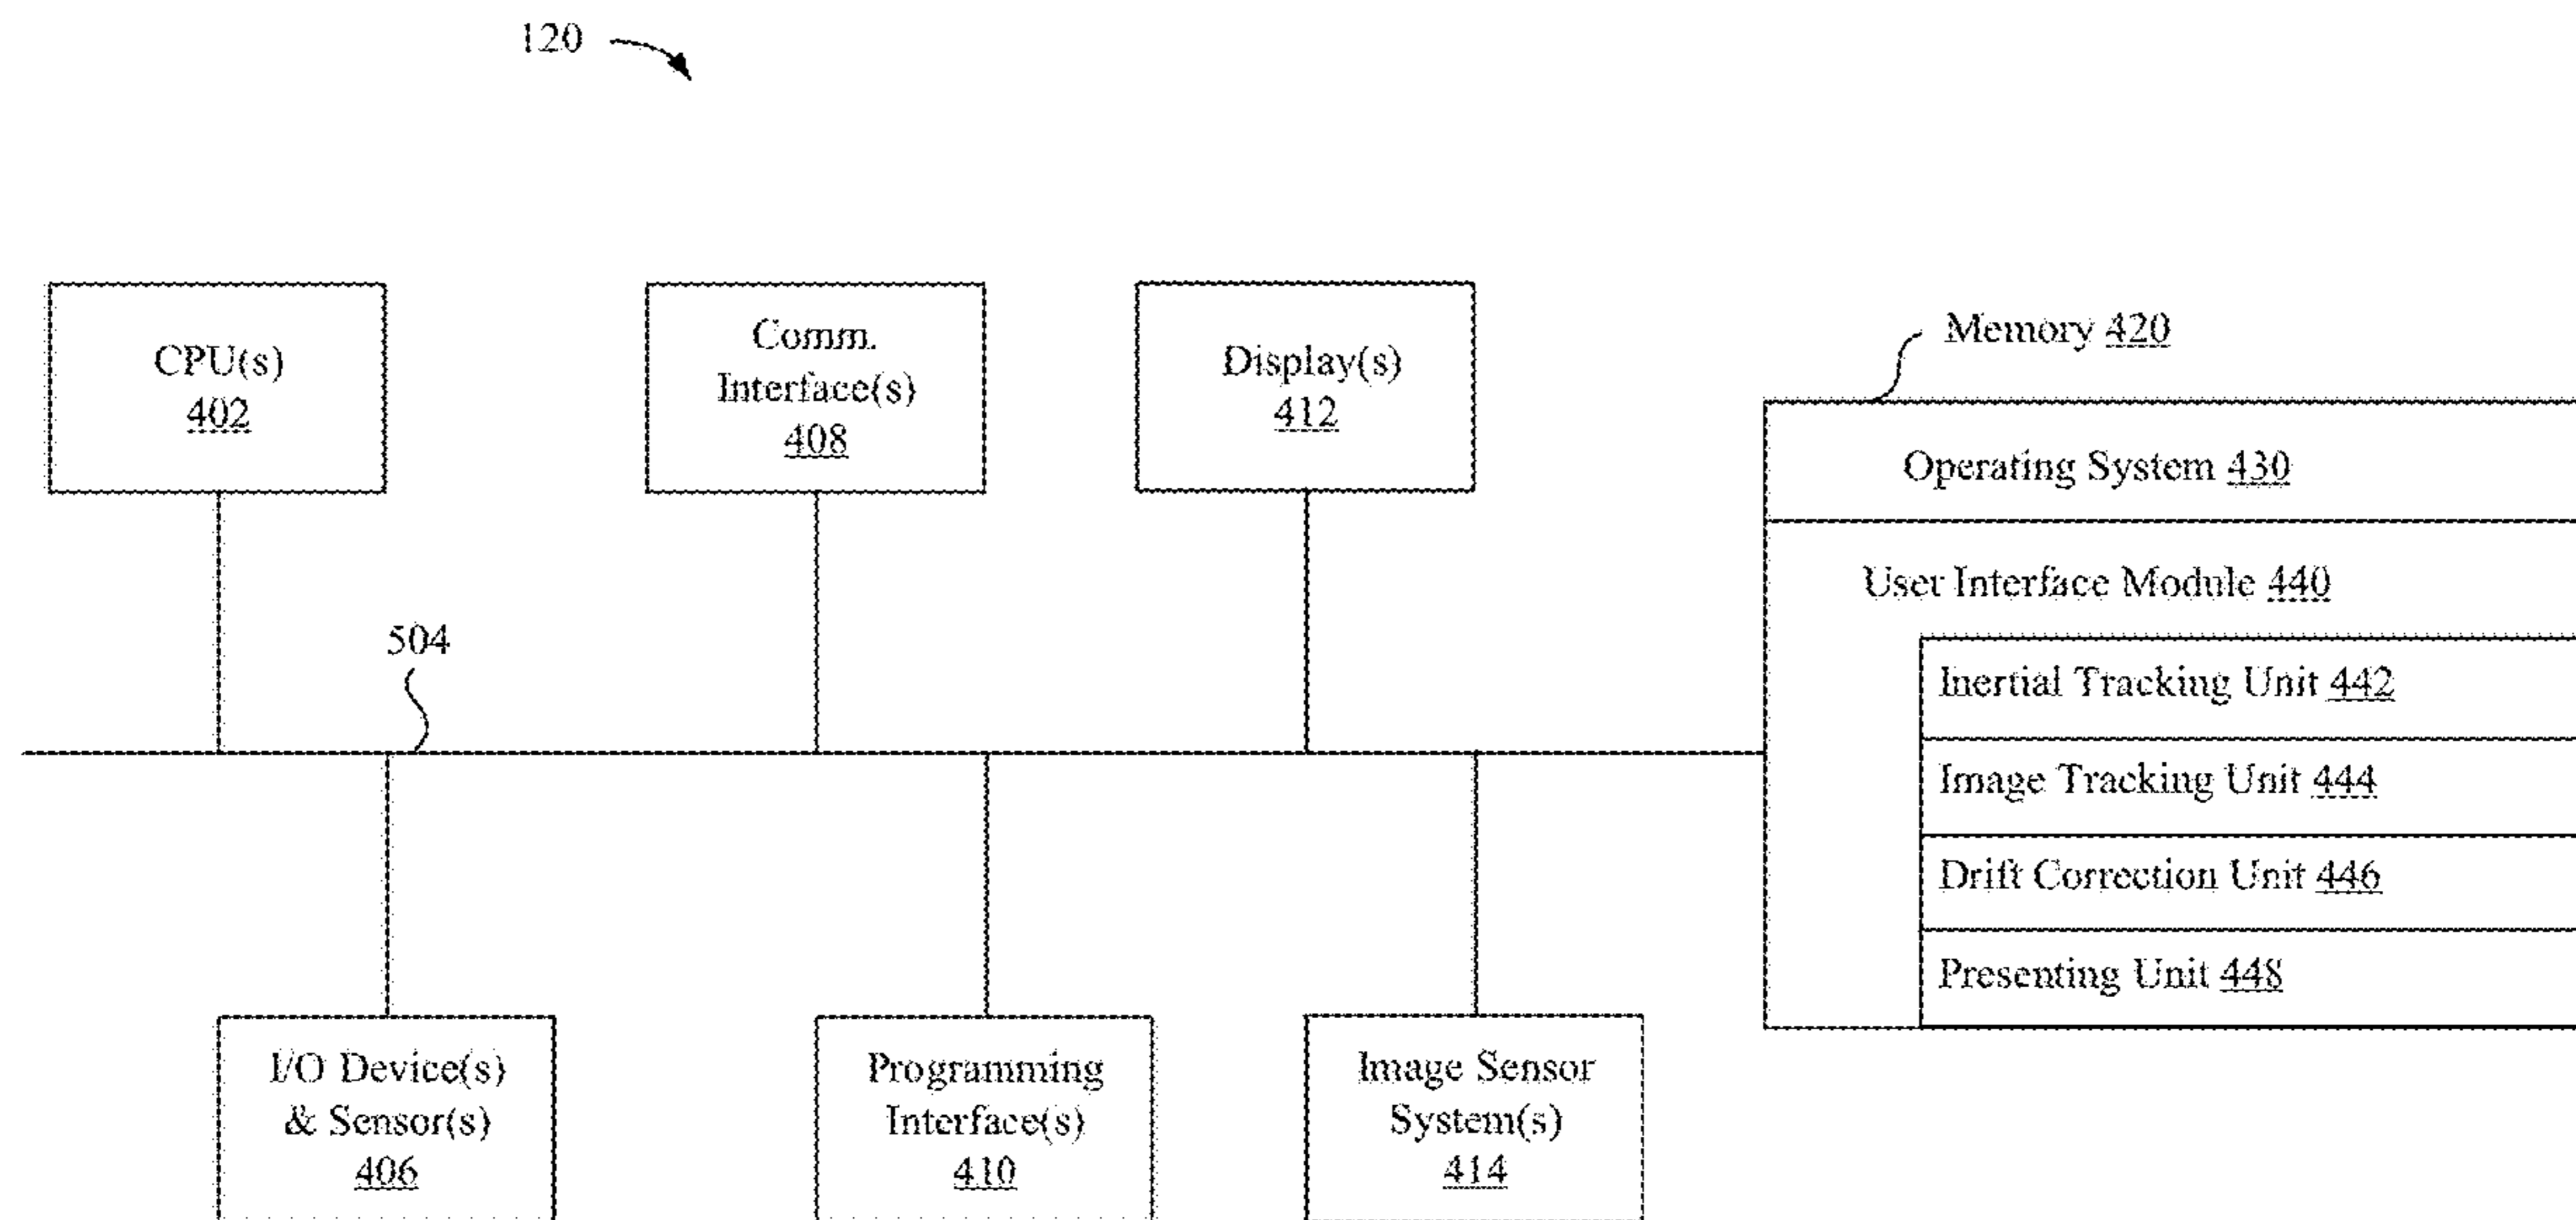 120
CPU(s)
402
Comm.
Interface(s)
408
Display(s)
412
Memory 420
Operating System 430
User Interface Module 440
Inertial Tracking Unit 442
Image Tracking Unit 444
Drift Correction Unit 446
Presenting Unit 448
504
I/O Device(s)
& Sensor(s)
406
Programming
Interface(s)
410
Image Sensor
System(s)
414